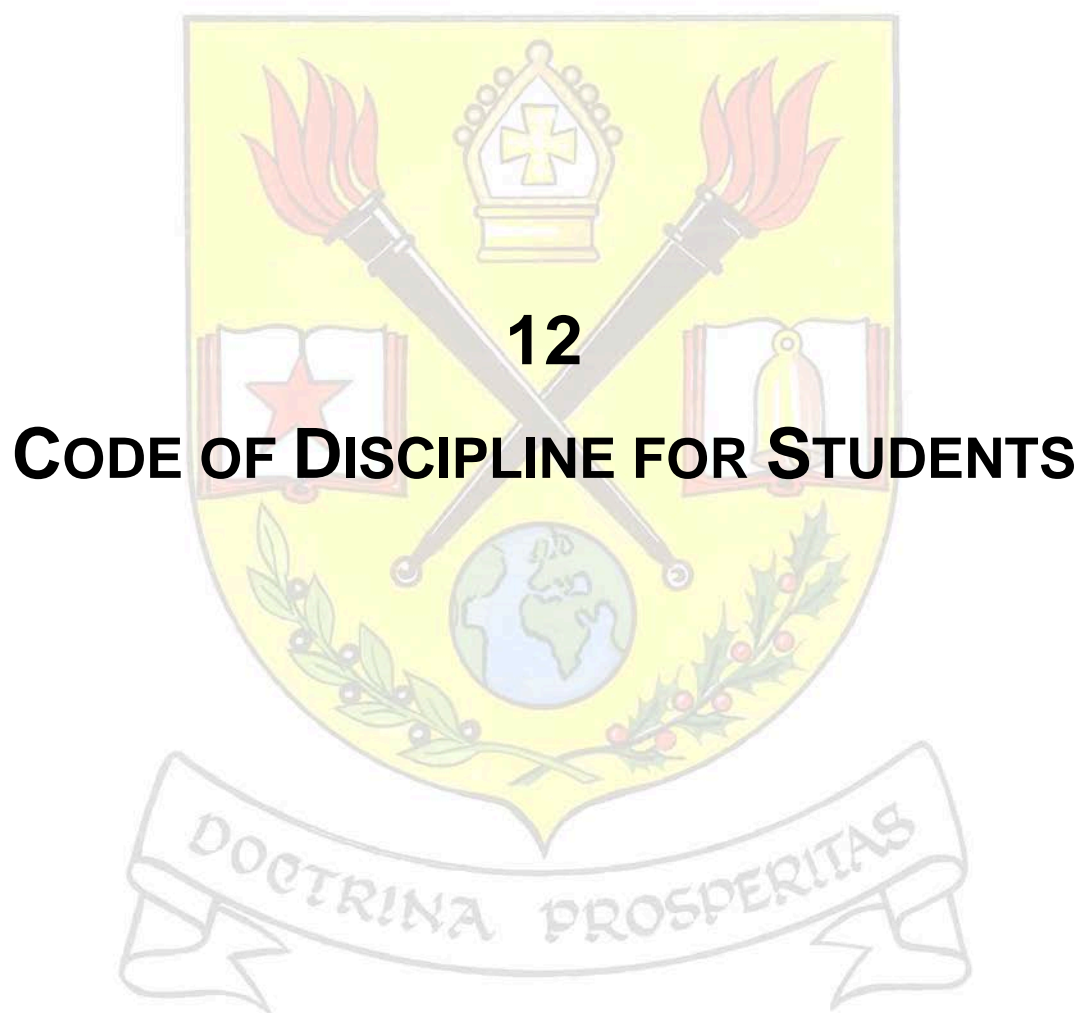 12
CODE OF DISCIPLINE FOR STUDENTS
DOCTRINA PROSPERITAS